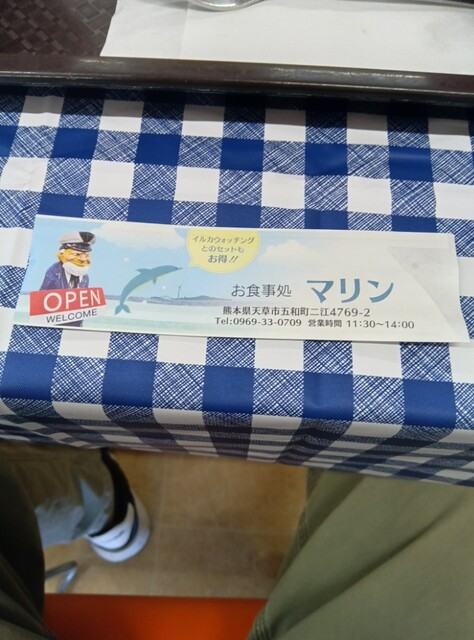 イルカウォッチング
とのセットも
お得!!
お食事処 マリン
OPEN
WELCOME
熊本県天草市五和町二江4769-2
Tel:0969-33-0709 営業時間 11:30〜14:00